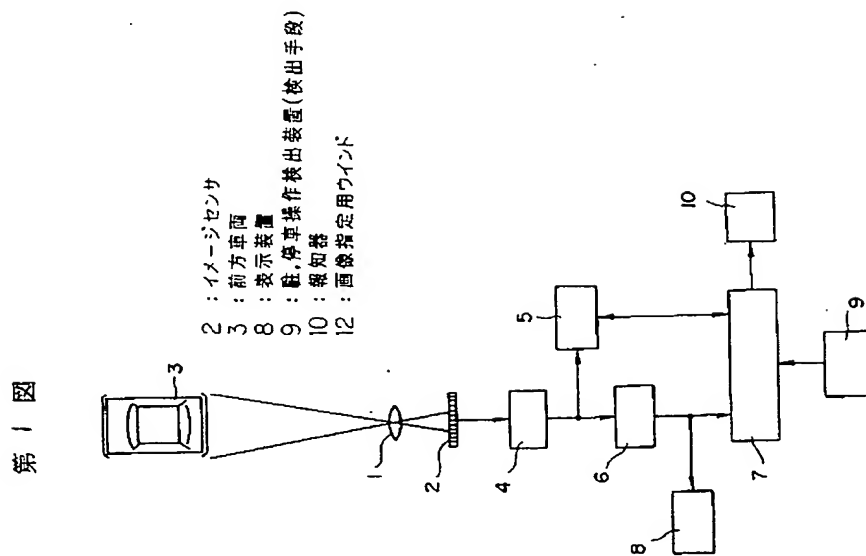 第 1 図
2 : イメージセンサ
3 : 前方車両
8 : 表示装置
9 : 駐,停車操作検出装置(検出手段)
10 : 報知器
12 : 画像指定用ウインド
3
1
2
4
5
6
7
8
9
10